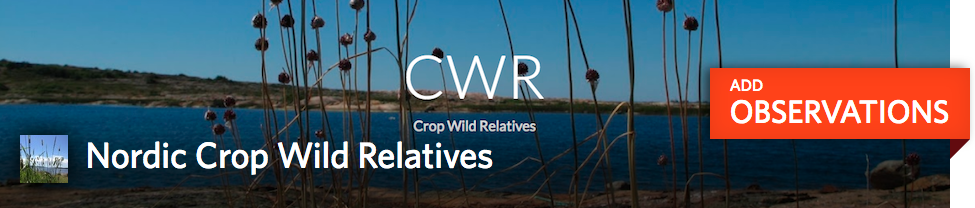 CWR
Crop Wild Relatives
Nordic Crop Wild Relatives
ADD
OBSERVATIONS